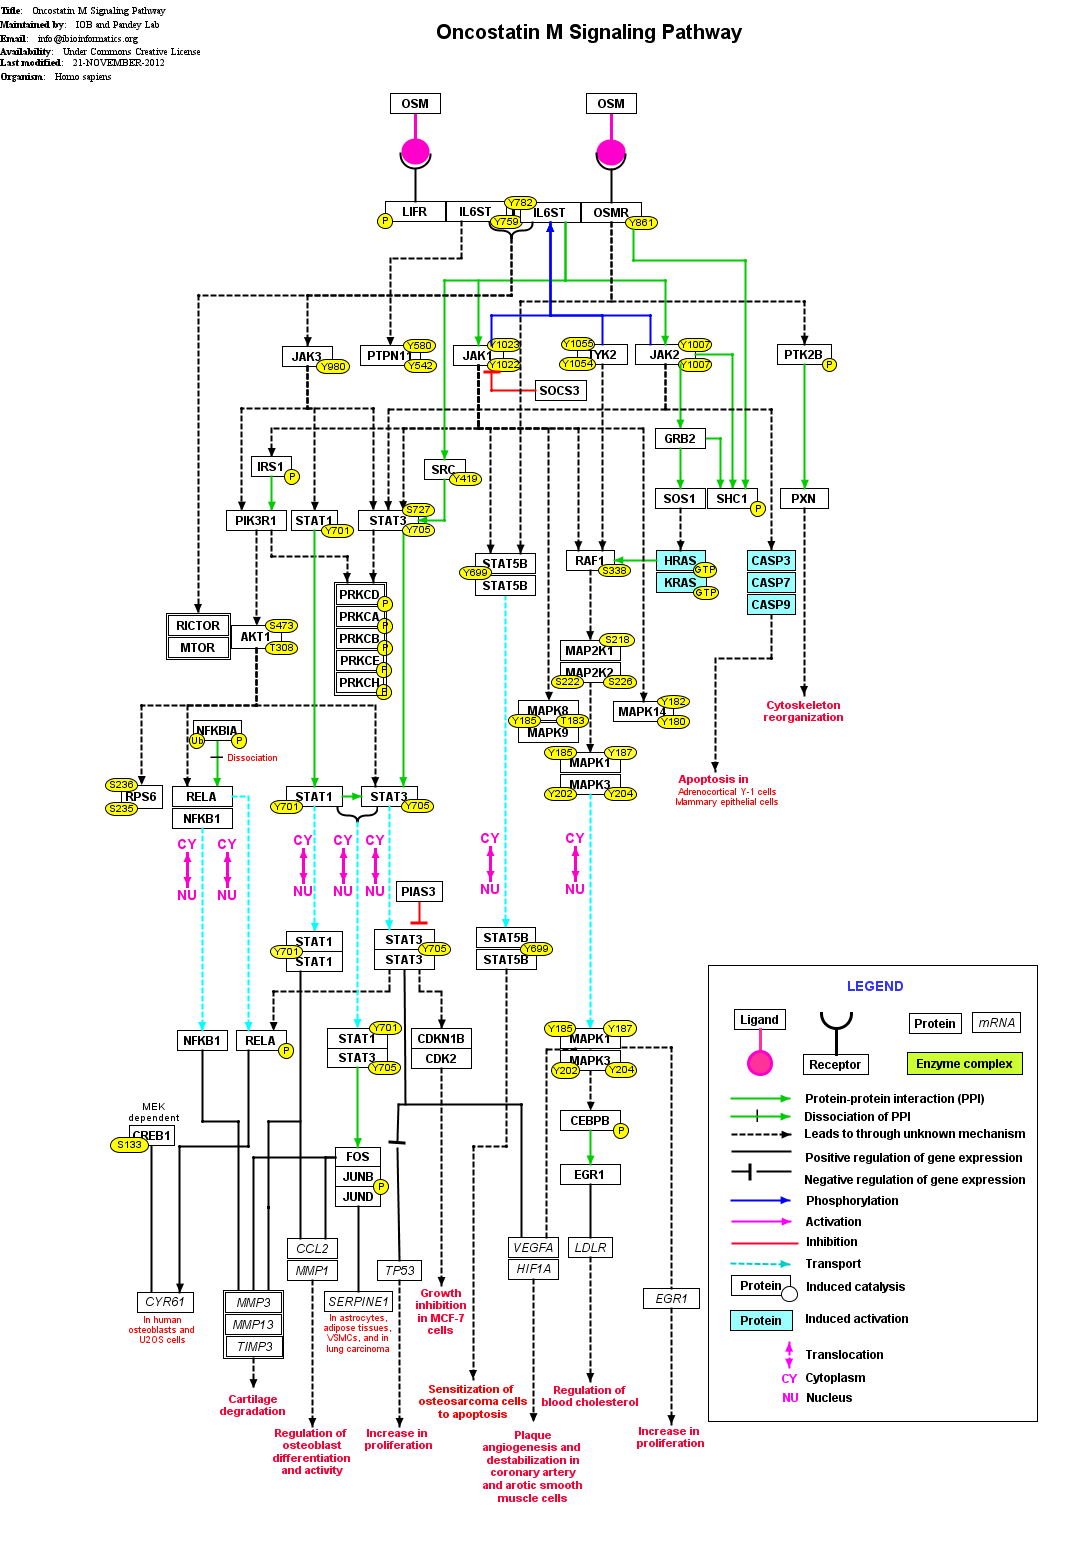 Title: Oncostatin M Signaling Pathway
Maintained by: IOB and Pandey Lab
Email: info@ibioinformatics.org
Availability: Under Commons Creative License
Last modified: 21-NOVEMBER-2012
Organism: Homo sapiens
Oncostatin M Signaling Pathway
OSM OSM
LIFR IL6ST IL6ST OSMR
P Y782 Y759 Y861
JAK3 Y980
PTPN11 Y580 Y542
JAK1 Y1023 Y1022
TYK2 Y1055 Y1054
JAK2 Y1007 Y1007
PTK2B P
SOCS3
GRB2
IRS1 P
SRC Y419
SOS1 SHC1 P PXN
PIK3R1 STAT1 Y701 STAT3 S727 Y705
STAT5B Y699
STAT5B
RAF1 S338
HRAS GTP
KRAS GTP
CASP3
CASP7
CASP9
PRKCD P
PRKCA P
PRKCB P
PRKCE P
PRKCH P
RICTOR
MTOR
AKT1 S473 T308
MAP2K1 S218
MAP2K2 S222 S226
MAPK8 Y185 T183
MAPK9
MAPK14 Y182 Y180
Cytoskeleton
reorganization
NFKBIA Ub P
Dissociation
MAPK1 Y185 Y187
MAPK3 Y202 Y204
Apoptosis in
Adrenocortical Y-1 cells
Mammary epithelial cells
RPS6 S236 S235
RELA
NFKB1
STAT1 Y701
STAT3 Y705
CY CY CY CY CY CY CY
NU NU NU NU NU NU NU
PIAS3
STAT1 Y701
STAT1
STAT3 Y705
STAT3
STAT5B Y699
STAT5B
NFKB1 RELA P
STAT1 Y701
STAT3 Y705
CDKN1B
CDK2
MAPK1 Y185 Y187
MAPK3 Y202 Y204
MEK
dependent
CREB1 S133
CEBPB P
EGR1
FOS
JUNB P
JUND
CCL2
MMP1
TP53
VEGFA
HIF1A
LDLR
EGR1
CYR61
In human
osteoblasts and
U2OS cells
MMP3
MMP13
TIMP3
SERPINE1
In astrocytes,
adipose tissues,
VSMCs, and in
lung carcinoma
Growth
inhibition
in MCF-7
cells
Cartilage
degradation
Regulation of
osteoblast
differentiation
and activity
Increase in
proliferation
Sensitization of
osteosarcoma cells
to apoptosis
Plaque
angiogenesis and
destabilization in
coronary artery
and arotic smooth
muscle cells
Regulation of
blood cholesterol
Increase in
proliferation
LEGEND
Ligand
Receptor
Protein mRNA
Enzyme complex
Protein-protein interaction (PPI)
Dissociation of PPI
Leads to through unknown mechanism
Positive regulation of gene expression
Negative regulation of gene expression
Phosphorylation
Activation
Inhibition
Transport
Protein Induced catalysis
Protein Induced activation
Translocation
CY Cytoplasm
NU Nucleus